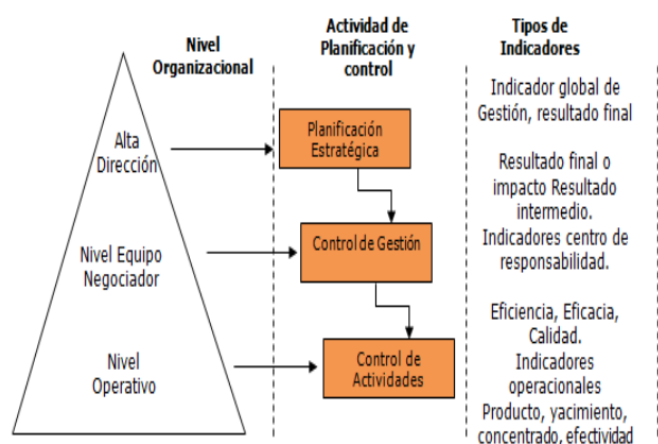 Nivel
Organizacional
Actividad de
Planificación y
control
Tipos de
Indicadores
Alta
Dirección
Planificación
Estratégica
Indicador global de
Gestión, resultado final
Nivel Equipo
Negociador
Control de Gestión
Resultado final o
impacto Resultado
intermedio.
Indicadores centro de
responsabilidad.
Nivel
Operativo
Control de
Actividades
Eficiencia, Eficacia,
Calidad.
Indicadores
operacionales
Producto, yacimiento,
concentrado, efectividad